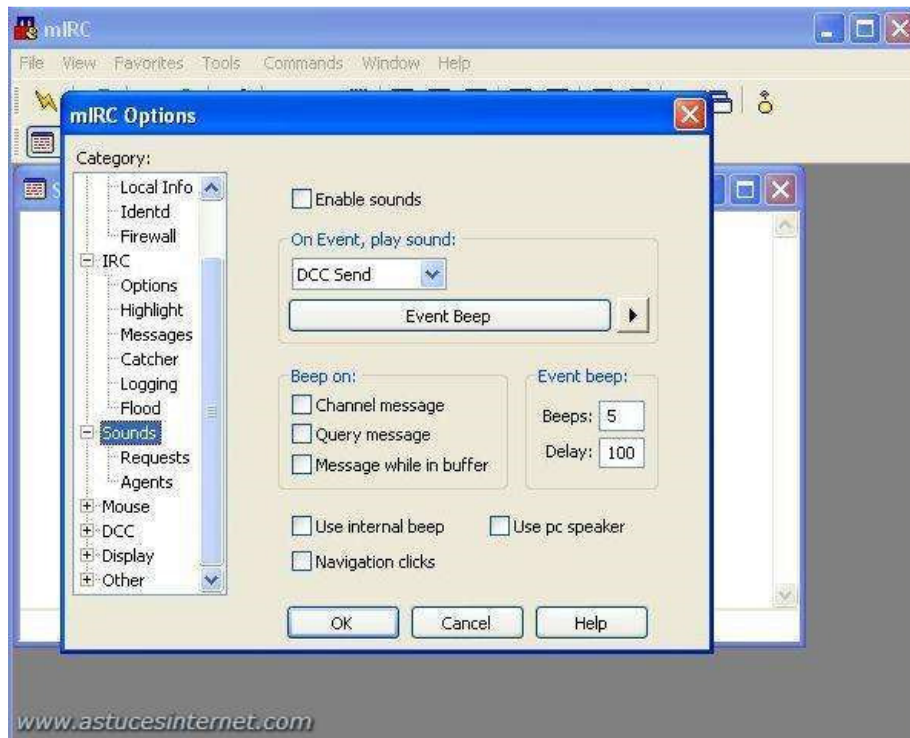 mIRC
File View Favorites Tools Commands Window Help
mIRC Options
Category:
Local Info
Identd
Firewall
IRC
Options
Highlight
Messages
Catcher
Logging
Flood
Sounds
Requests
Agents
Mouse
DCC
Display
Other
Enable sounds
On Event, play sound:
DCC Send
Event Beep
Beep on:
Channel message
Query message
Message while in buffer
Event beep:
Beeps: 5
Delay: 100
Use internal beep
Use pc speaker
Navigation clicks
OK
Cancel
Help
www.astucesinternet.com